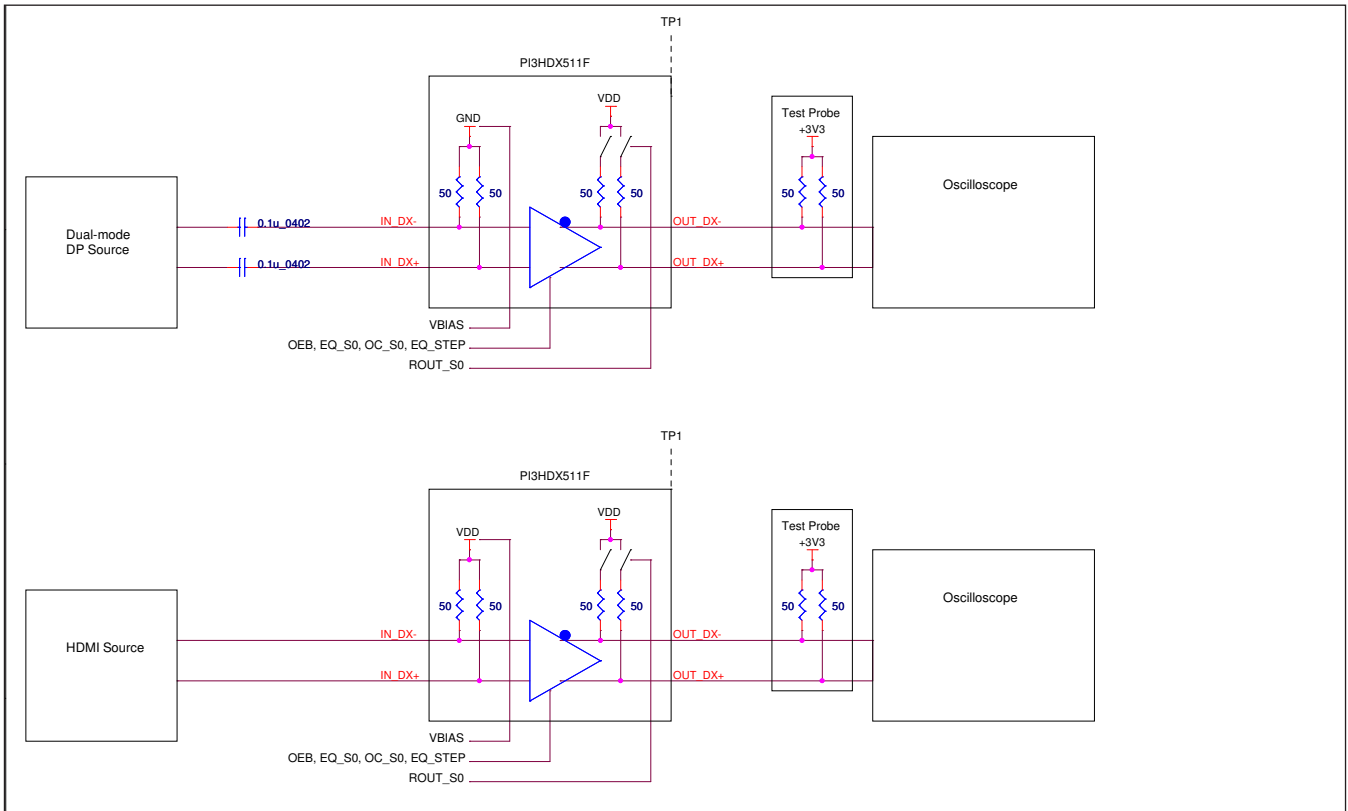 TP1
PI3HDX511F
VDD
GND
Test Probe
+3V3
50 50 50 50 50 50
Oscilloscope
Dual-mode
DP Source
0.1u_0402
IN_DX-
OUT_DX-
0.1u_0402
IN_DX+
OUT_DX+
VBIAS
OEB, EQ_S0, OC_S0, EQ_STEP
ROUT_S0
TP1
PI3HDX511F
VDD
VDD
Test Probe
+3V3
50 50 50 50 50 50
Oscilloscope
HDMI Source
IN_DX-
OUT_DX-
IN_DX+
OUT_DX+
VBIAS
OEB, EQ_S0, OC_S0, EQ_STEP
ROUT_S0